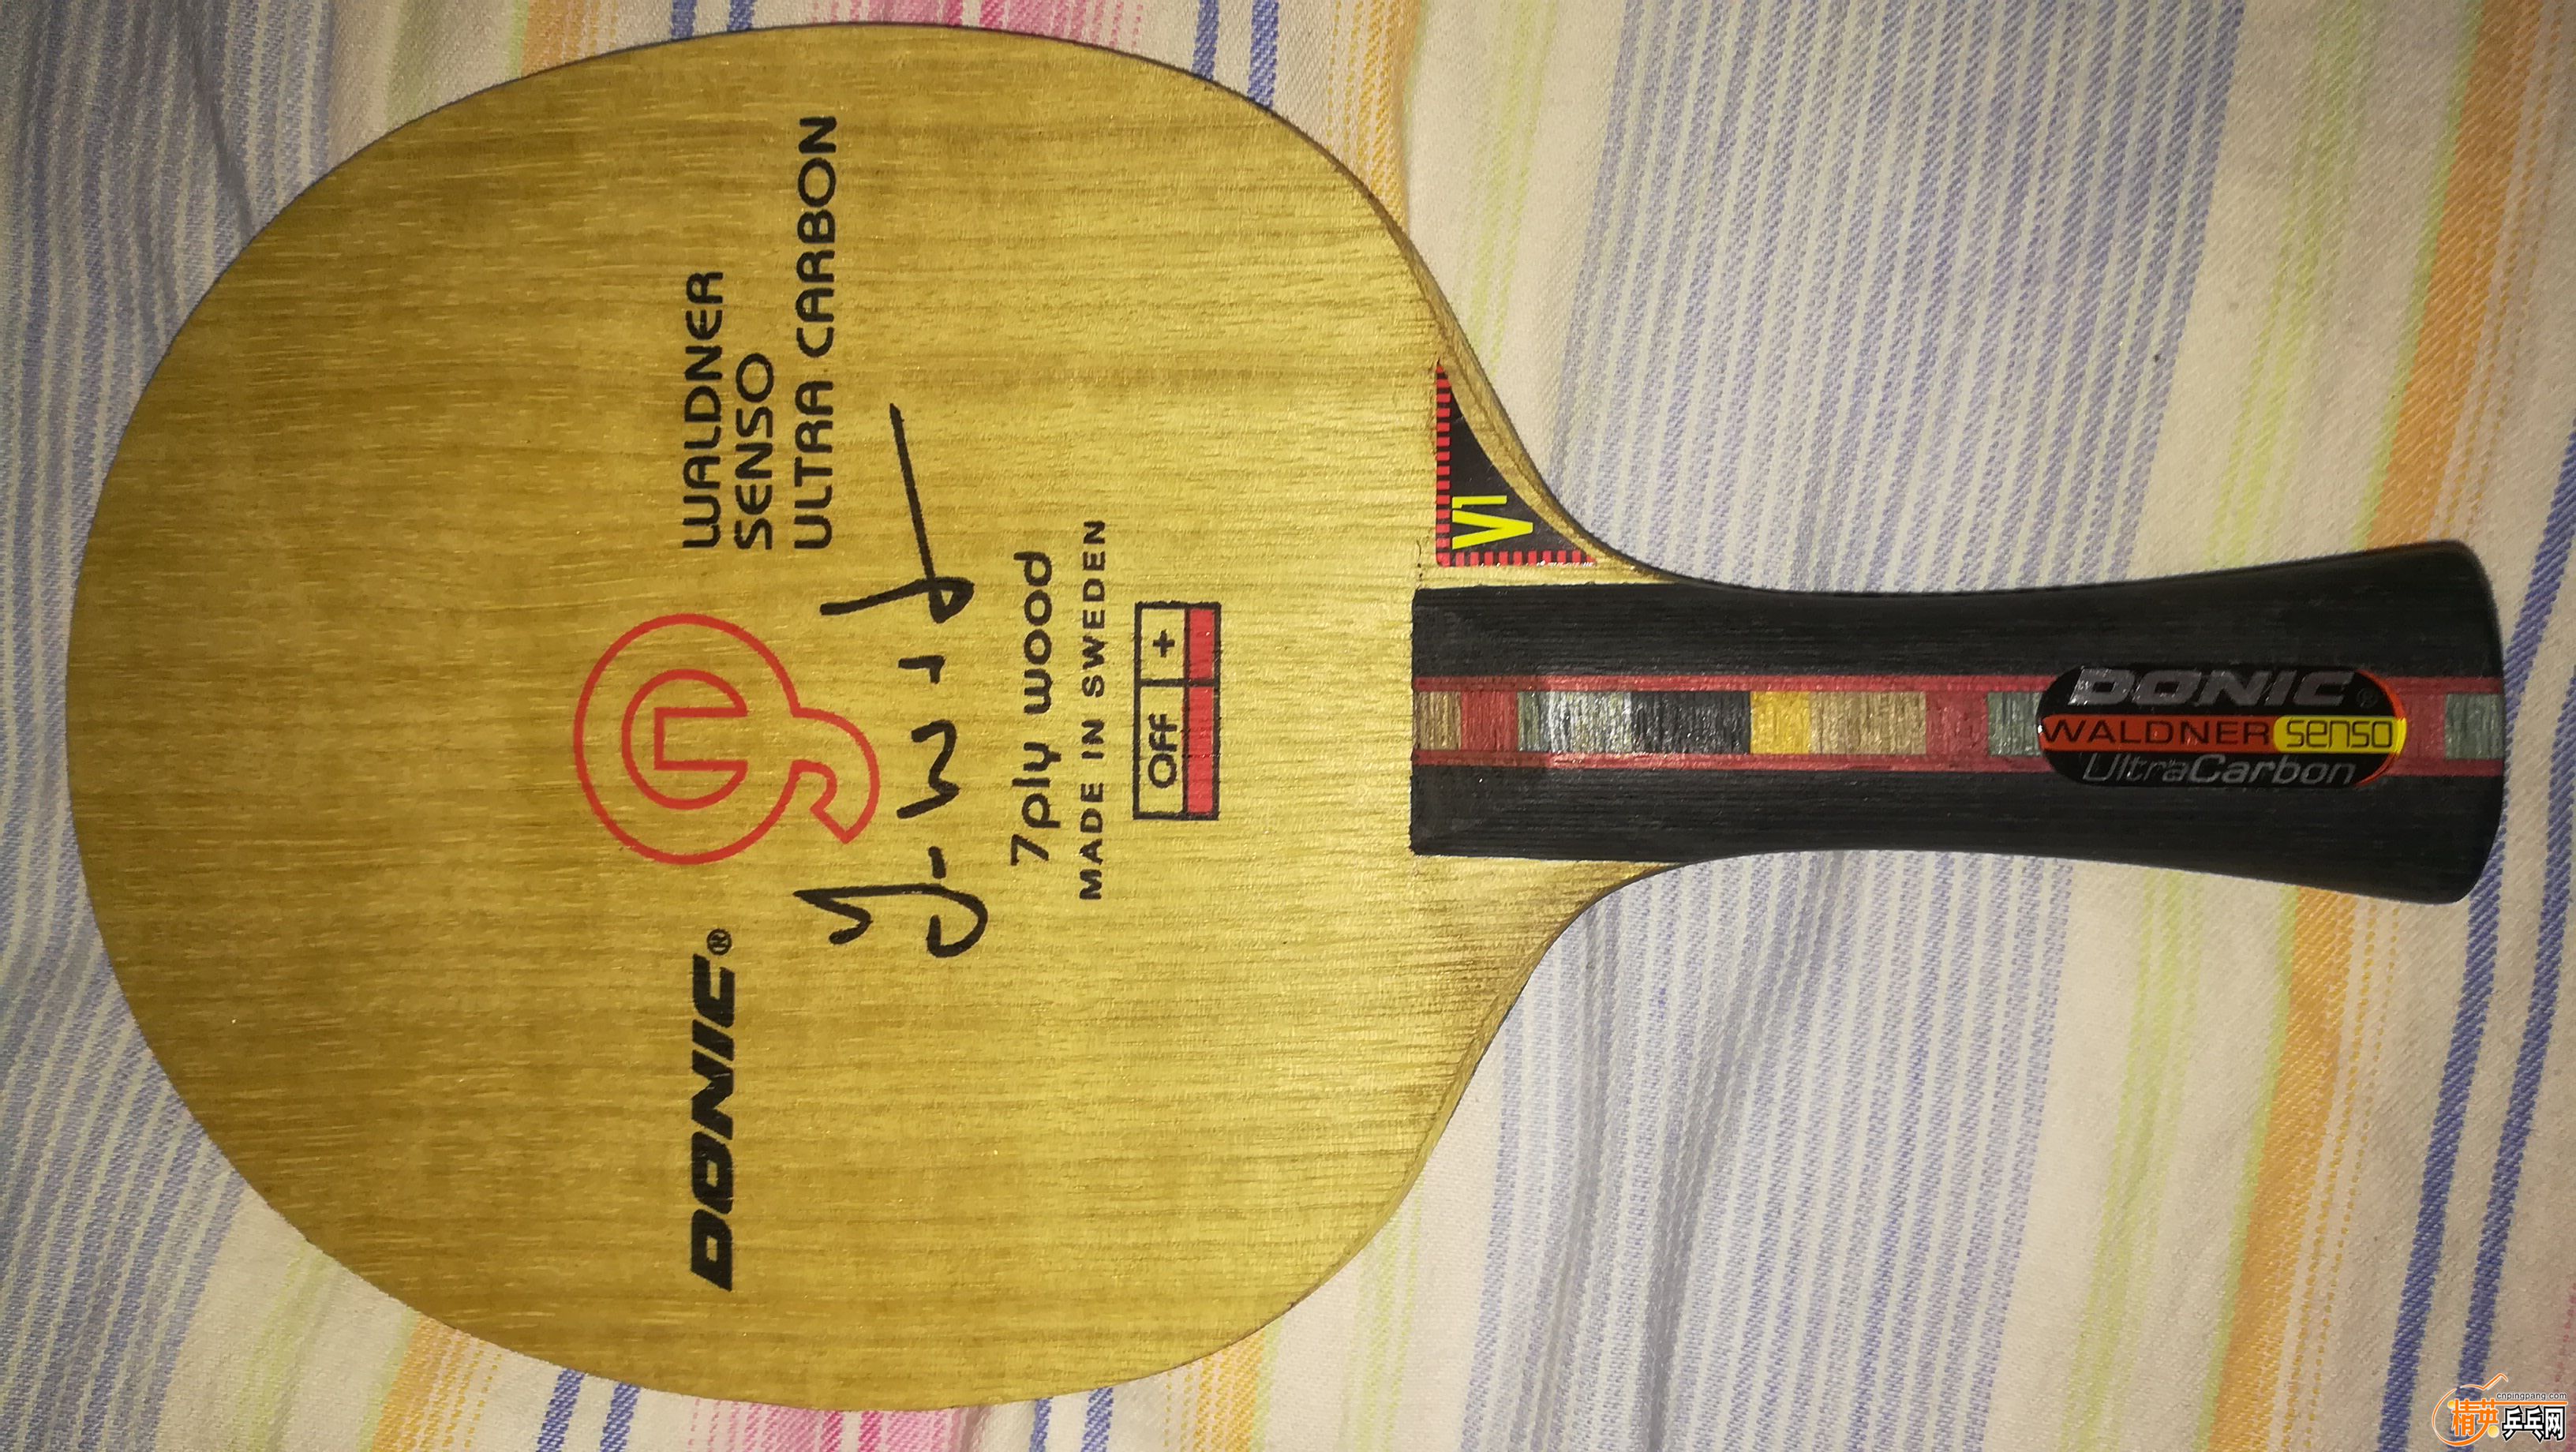 DONIC®
WALDNER
SENSO
ULTRA CARBON
7ply wood
MADE IN SWEDEN
OFF +
V1
DONIC®
WALDNER senso
UltraCarbon
cnpingpang.com
精英乒乓网